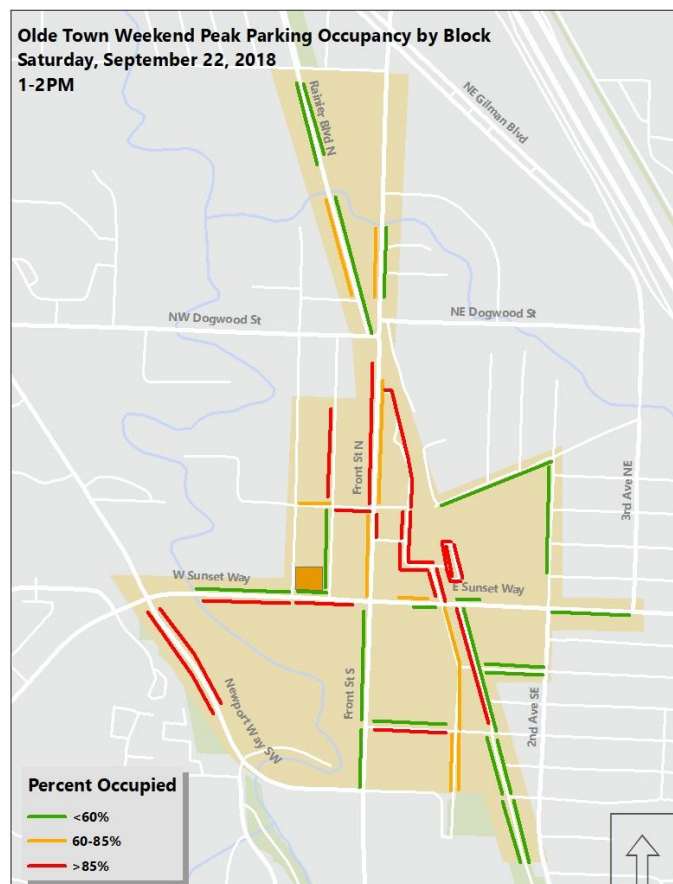 Olde Town Weekend Peak Parking Occupancy by Block
Saturday, September 22, 2018
1-2PM
Rainier Blvd N
NE Gilman Blvd
NW Dogwood St
NE Dogwood St
Front St N
3rd Ave NE
W Sunset Way
E Sunset Way
Newport Way SW
Front St S
2nd Ave SE
Percent Occupied
<60%
60-85%
>85%